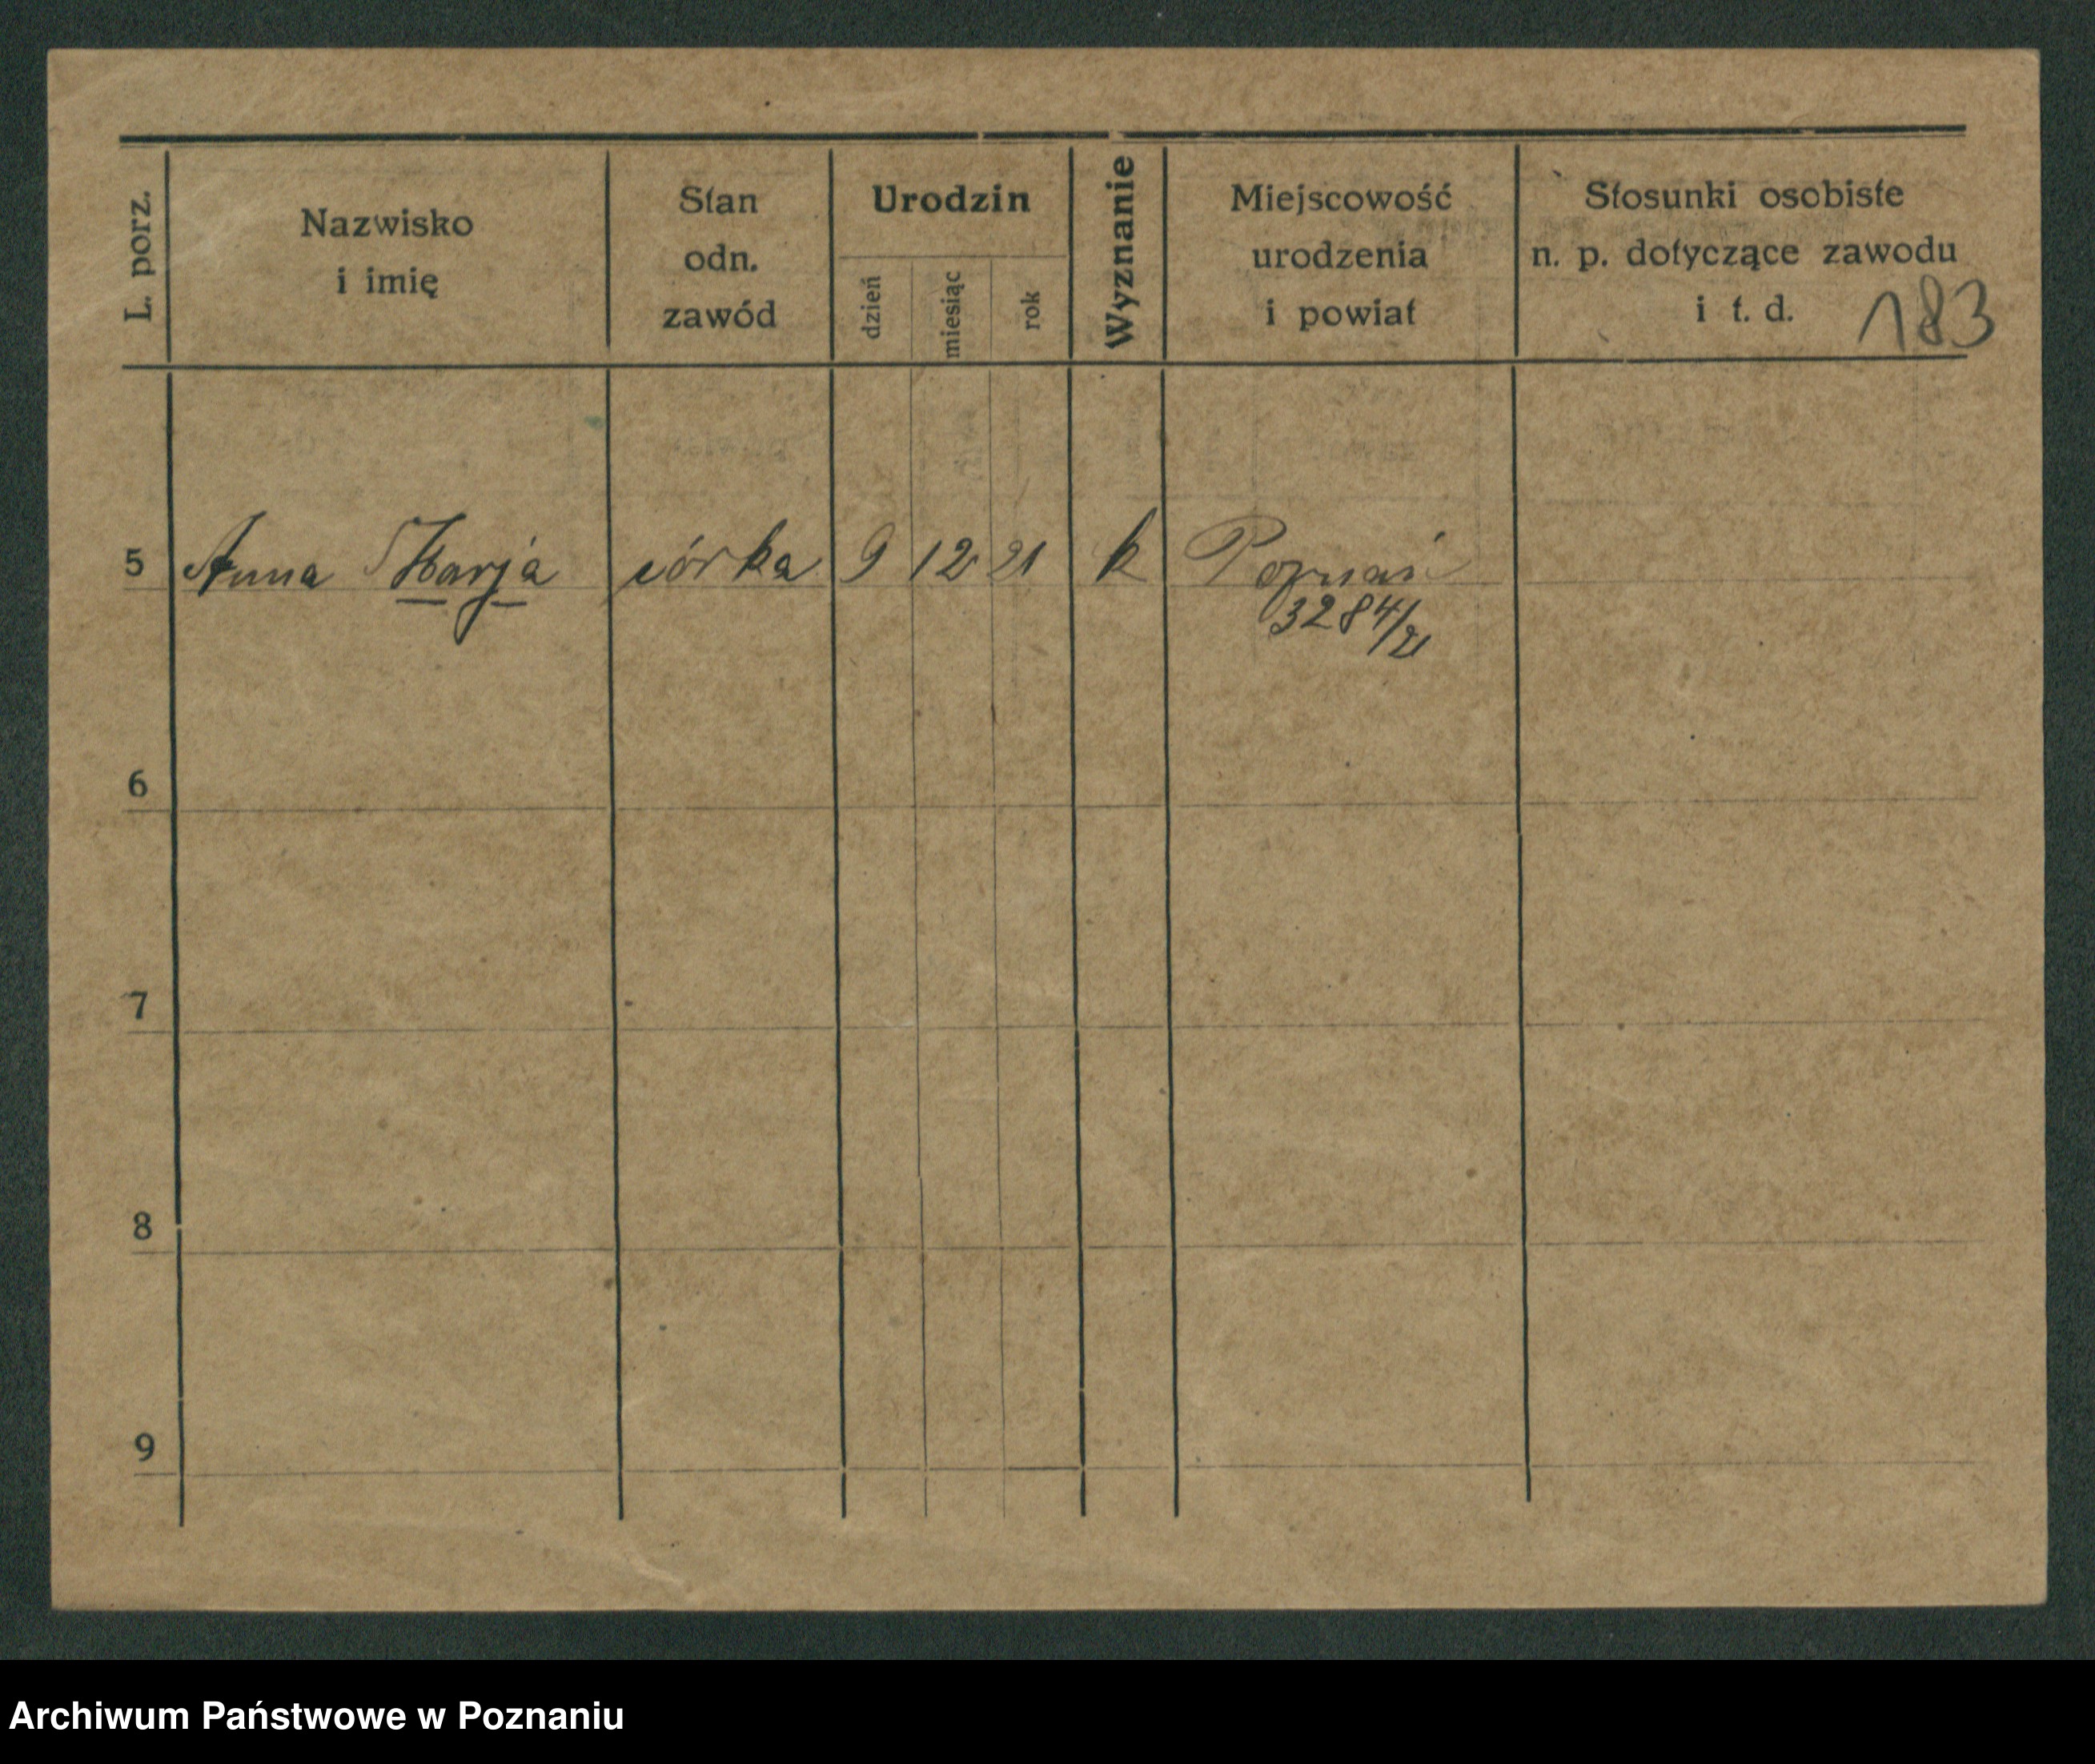 L. porz.
Nazwisko
i imię
Stan
odn.
zawód
Urodzin
dzień
miesiąc
rok
Wyznanie
Miejscowość
urodzenia
i powiat
Stosunki osobiste
n. p. dotyczące zawodu
i t. d.
183
5 Anna Marja córka 9 12 21 k Poznań
3284/21
6
7
8
9
Archiwum Państwowe w Poznaniu